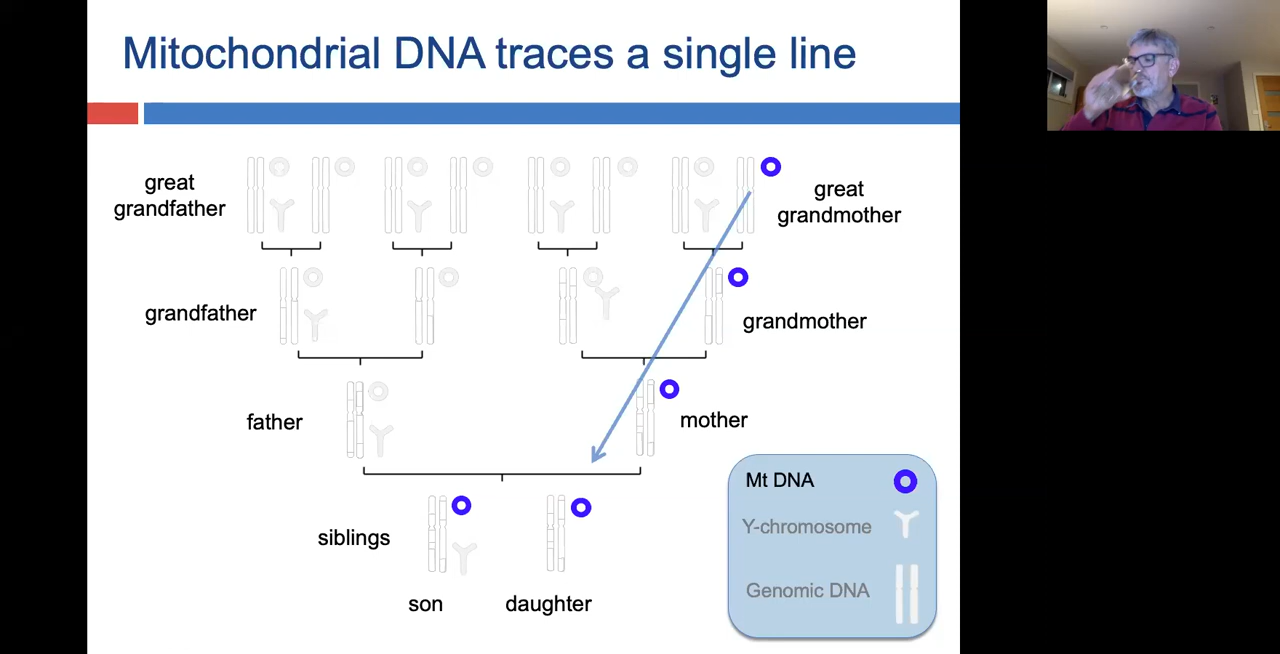 Mitochondrial DNA traces a single line
great
grandfather
great
grandmother
grandfather
grandmother
father
mother
Mt DNA
Y-chromosome
Genomic DNA
siblings
son
daughter